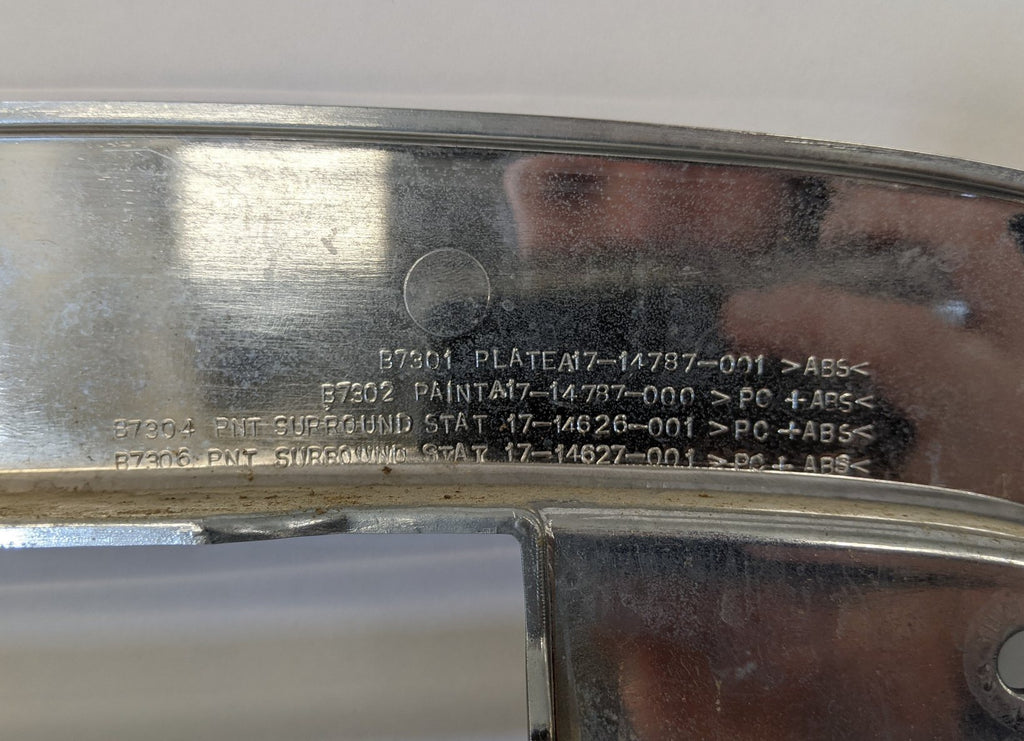 B7301 PLATEA17-14787-001 >ABS<
B7302 PAINTA17-14787-000 >PC +ABS<
B7304 PNT SURROUND STAT 17-14626-001 >PC +ABS<
B7306 PNT SURROUND STAT 17-14627-001 >PC + ABS<